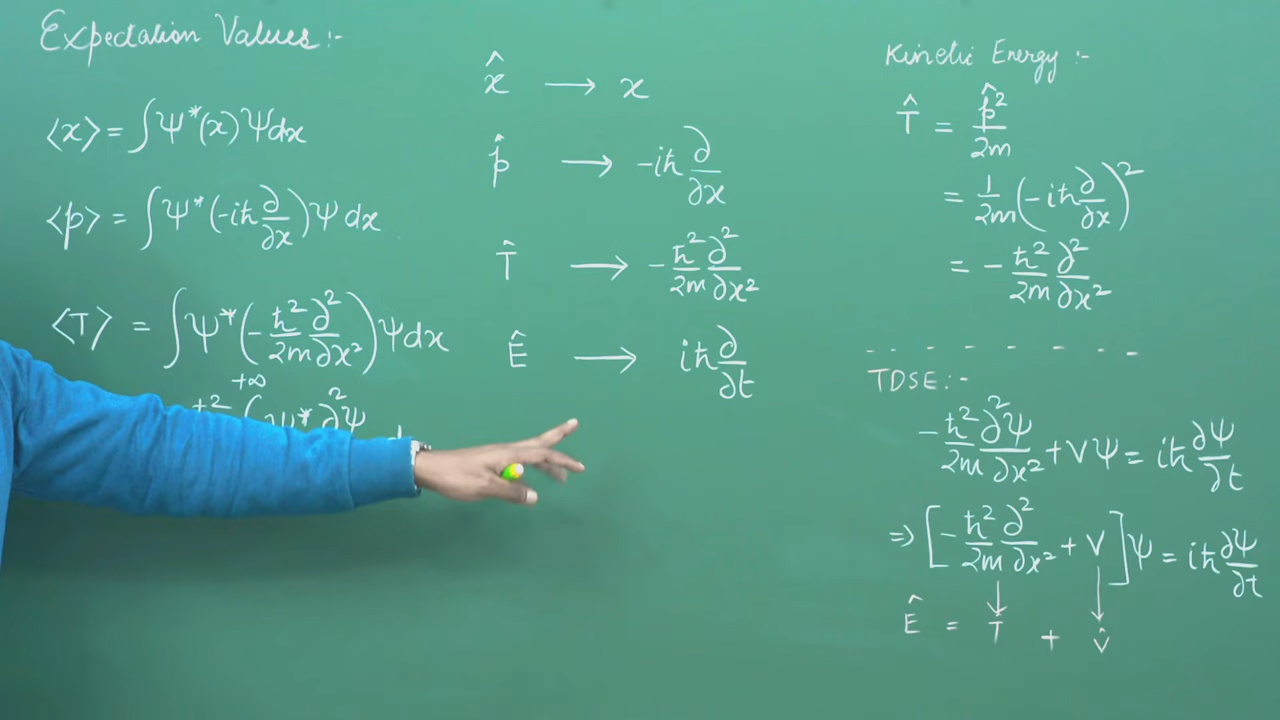 Expectation Values :-
⟨x⟩ = ∫ Ψ*(x) Ψ dx
⟨p⟩ = ∫ Ψ* (-iħ ∂/∂x) Ψ dx
⟨T⟩ = ∫ Ψ* (-ħ²/2m ∂²/∂x²) Ψ dx
+∞
Ψ* ∂²Ψ
x̂ → x
p̂ → -iħ ∂/∂x
T̂ → -ħ²/2m ∂²/∂x²
Ê → iħ ∂/∂t
Kinetic Energy :-
T̂ = p̂²/2m
= 1/2m (-iħ ∂/∂x)²
= -ħ²/2m ∂²/∂x²
TDSE :-
-ħ²/2m ∂²Ψ/∂x² + VΨ = iħ ∂Ψ/∂t
⇒ [-ħ²/2m ∂²/∂x² + V] Ψ = iħ ∂Ψ/∂t
↓ ↓
Ê = T̂ + V̂